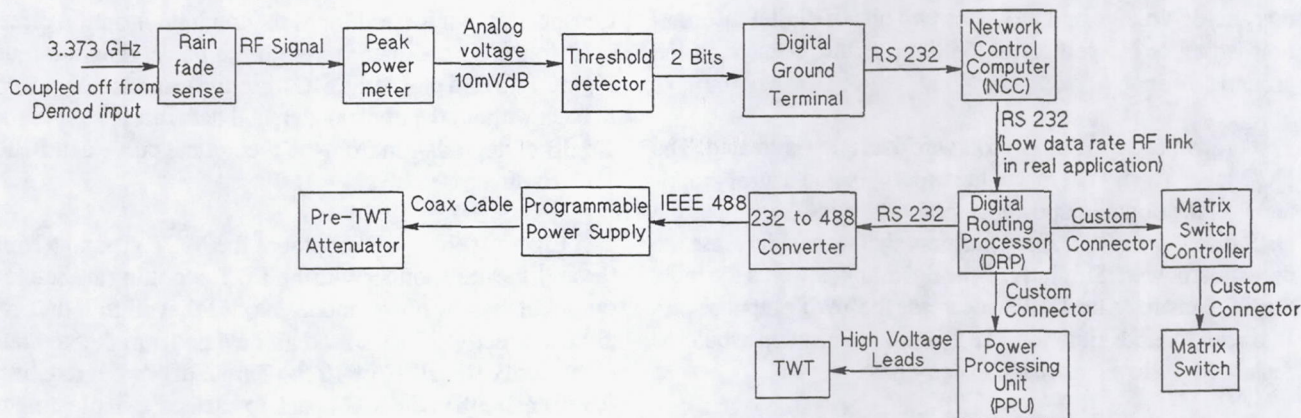 3.373 GHz
Coupled off from
Demod input
Rain
fade
sense
RF Signal
Peak
power
meter
Analog
voltage
10mV/dB
Threshold
detector
2 Bits
Digital
Ground
Terminal
RS 232
Network
Control
Computer
(NCC)
RS 232
(Low data rate RF link
in real application)
Pre-TWT
Attenuator
Coax Cable
Programmable
Power Supply
IEEE 488
232 to 488
Converter
RS 232
Digital
Routing
Processor
(DRP)
Custom
Connector
Matrix
Switch
Controller
Custom
Connector
Custom
Connector
TWT
High Voltage
Leads
Power
Processing
Unit
(PPU)
Matrix
Switch